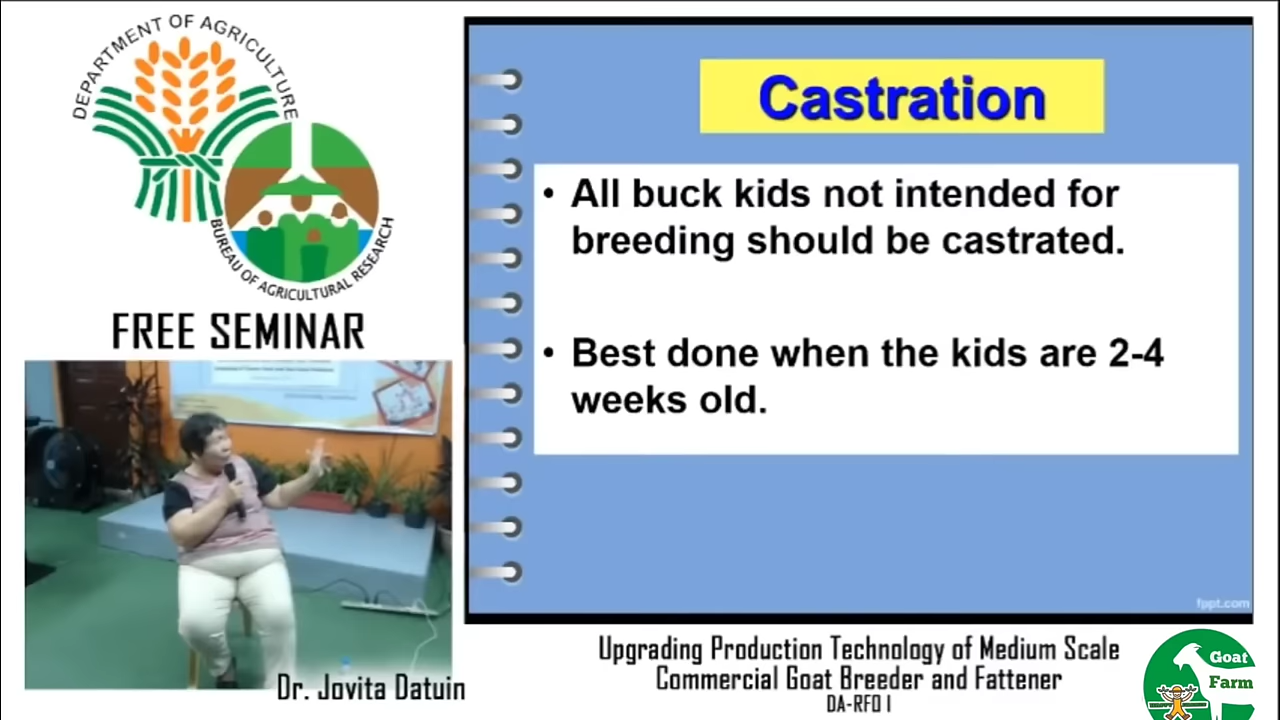 DEPARTMENT OF AGRICULTURE
BUREAU OF AGRICULTURAL RESEARCH
FREE SEMINAR
Dr. Jovita Datuin
Castration
• All buck kids not intended for
breeding should be castrated.
• Best done when the kids are 2-4
weeks old.
fppt.com
Upgrading Production Technology of Medium Scale
Commercial Goat Breeder and Fattener
DA-RFO I
Goat
Farm